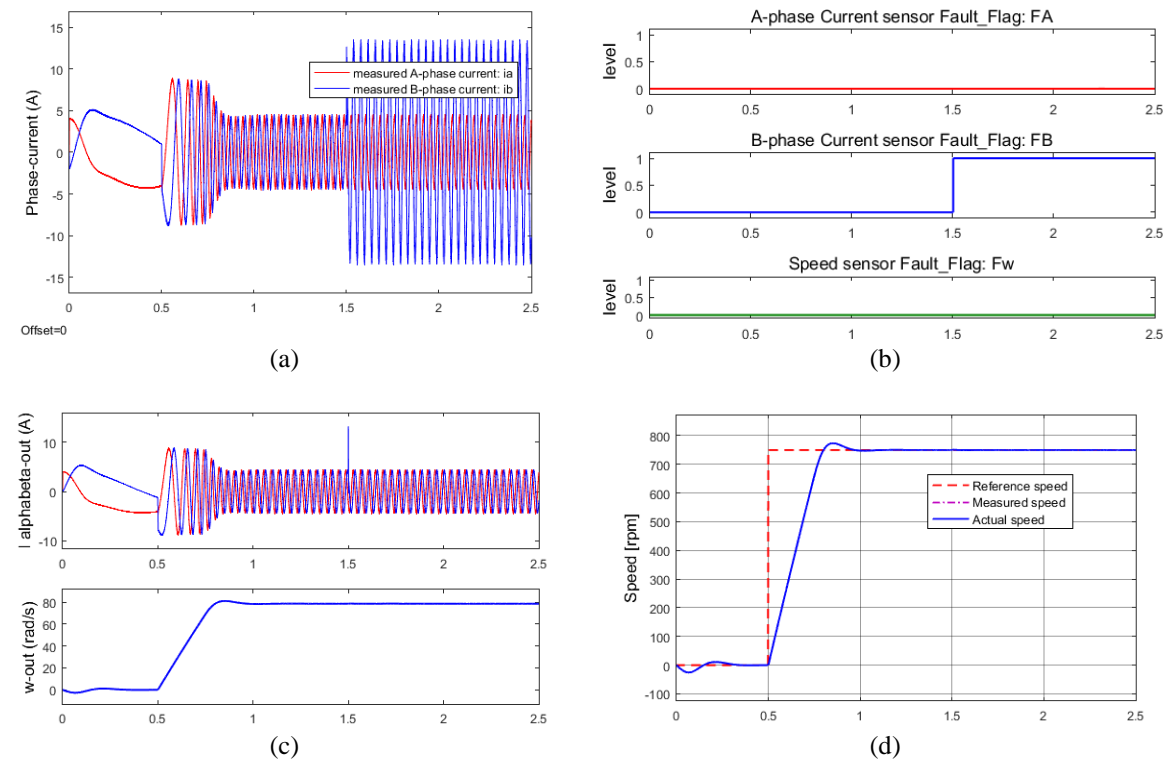 Phase-current (A)
15
10
5
0
-5
-10
-15
measured A-phase current: ia
measured B-phase current: ib
0 0.5 1 1.5 2 2.5
Offset=0
(a)
A-phase Current sensor Fault_Flag: FA
level
1
0.5
0
0 0.5 1 1.5 2 2.5
B-phase Current sensor Fault_Flag: FB
level
1
0.5
0
0 0.5 1 1.5 2 2.5
Speed sensor Fault_Flag: Fw
level
1
0.5
0
0 0.5 1 1.5 2 2.5
(b)
I alphabeta-out (A)
10
0
-10
0 0.5 1 1.5 2 2.5
w-out (rad/s)
80
60
40
20
0
0 0.5 1 1.5 2 2.5
(c)
Speed [rpm]
800
700
600
500
400
300
200
100
0
-100
Reference speed
Measured speed
Actual speed
0 0.5 1 1.5 2 2.5
(d)